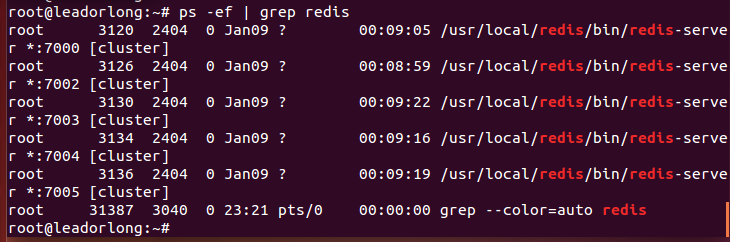 root@leadorlong:~# ps -ef | grep redis
root      3120  2404  0 Jan09 ?        00:09:05 /usr/local/redis/bin/redis-serve
r *:7000 [cluster]
root      3126  2404  0 Jan09 ?        00:08:59 /usr/local/redis/bin/redis-serve
r *:7002 [cluster]
root      3130  2404  0 Jan09 ?        00:09:22 /usr/local/redis/bin/redis-serve
r *:7003 [cluster]
root      3134  2404  0 Jan09 ?        00:09:16 /usr/local/redis/bin/redis-serve
r *:7004 [cluster]
root      3136  2404  0 Jan09 ?        00:09:19 /usr/local/redis/bin/redis-serve
r *:7005 [cluster]
root     31387  3040  0 23:21 pts/0    00:00:00 grep --color=auto redis
root@leadorlong:~#